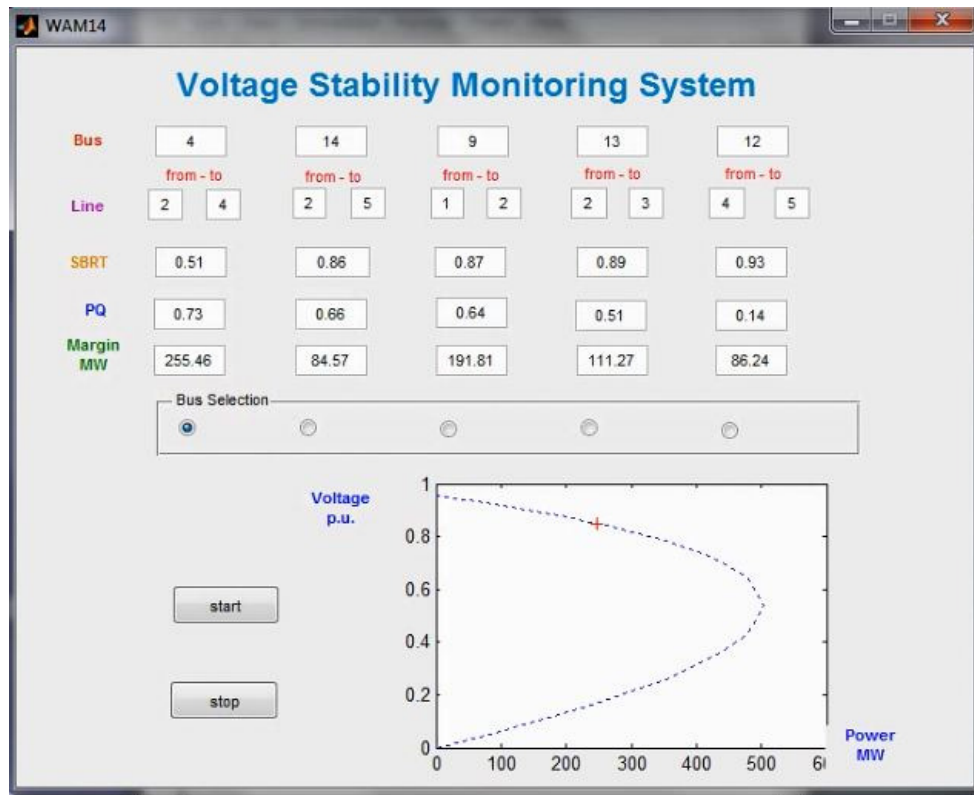 WAM14
Voltage Stability Monitoring System
Bus 4 14 9 13 12
from - to from - to from - to from - to from - to
Line 2 4 2 5 1 2 2 3 4 5
SBRT 0.51 0.86 0.87 0.89 0.93
PQ 0.73 0.66 0.64 0.51 0.14
Margin
MW 255.46 84.57 191.81 111.27 86.24
Bus Selection
Voltage
p.u.
1
0.8
0.6
0.4
0.2
0
0 100 200 300 400 500
Power
MW
start
stop